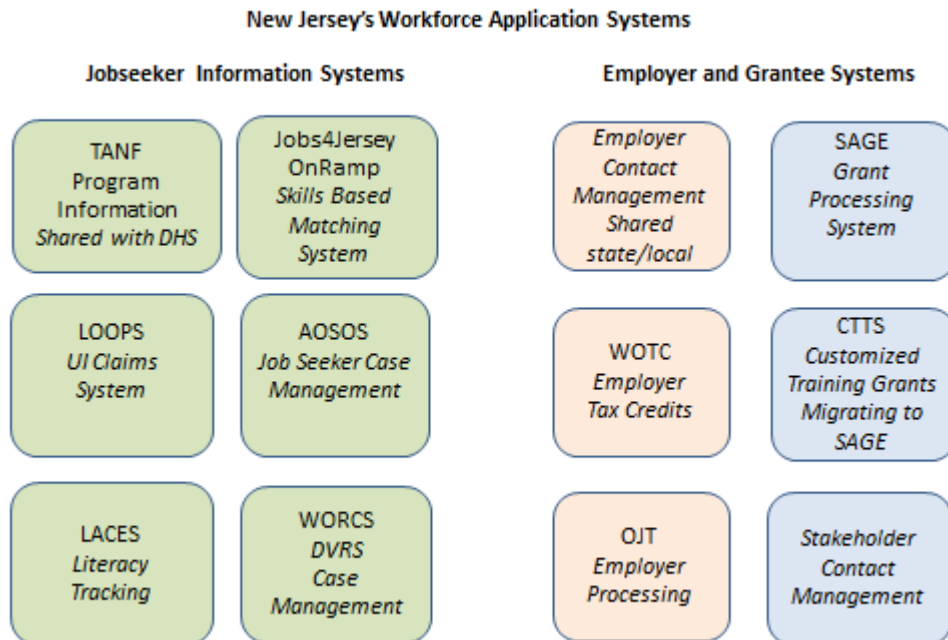 New Jersey's Workforce Application Systems
Jobseeker Information Systems
Employer and Grantee Systems
TANF
Program
Information
Shared with DHS
Jobs4Jersey
OnRamp
Skills Based
Matching
System
Employer
Contact
Management
Shared
state/local
SAGE
Grant
Processing
System
LOOPS
UI Claims
System
AOSOS
Job Seeker Case
Management
WOTC
Employer
Tax Credits
CTTS
Customized
Training Grants
Migrating to
SAGE
LACES
Literacy
Tracking
WORCS
DVRS
Case
Management
OJT
Employer
Processing
Stakeholder
Contact
Management